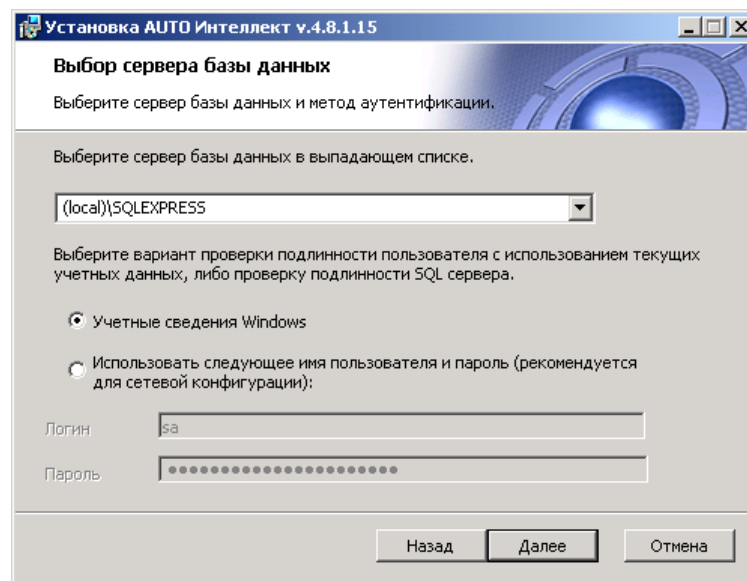 Установка AUTO Интеллект v.4.8.1.15
Выбор сервера базы данных
Выберите сервер базы данных и метод аутентификации.
Выберите сервер базы данных в выпадающем списке.
(local)\SQLEXPRESS
Выберите вариант проверки подлинности пользователя с использованием текущих
учетных данных, либо проверку подлинности SQL сервера.
Учетные сведения Windows
Использовать следующее имя пользователя и пароль (рекомендуется
для сетевой конфигурации):
Логин sa
Пароль ••••••••••••••••••••••
Назад Далее Отмена